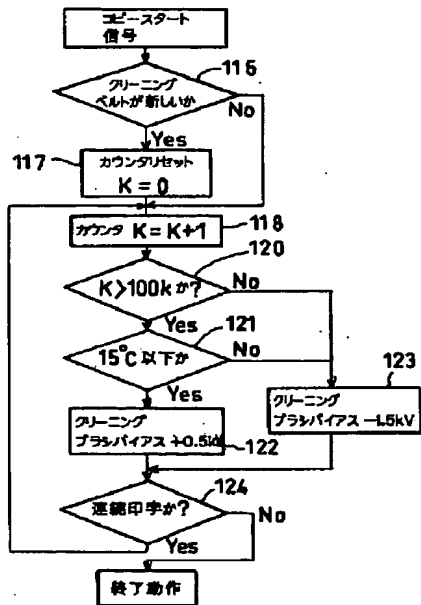 コピースタート
信号
116
クリーニング
ベルトが新しいか
No
Yes
117
カウンタリセット
K=0
118
カウンタ K=K+1
120
K>100kか?
No
Yes
121
15°C以下か
No
Yes
123
クリーニング
ブラシバイアス -1.5kV
クリーニング
ブラシバイアス +0.5k
122
124
連続印字か?
No
Yes
終了動作